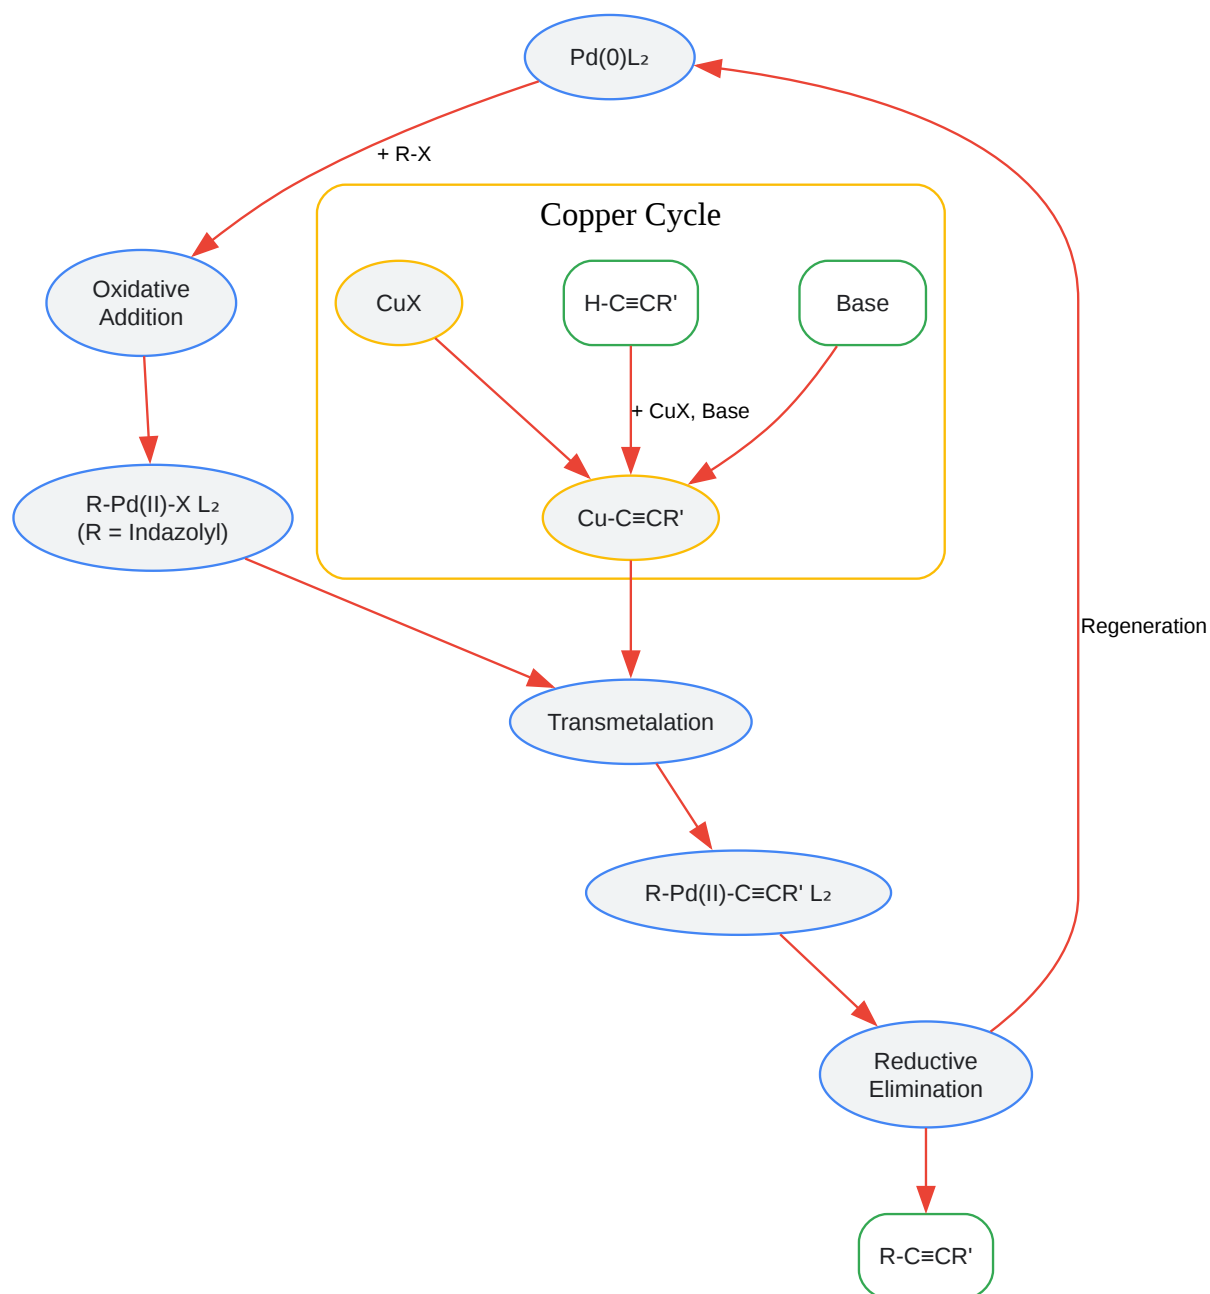 Pd(0)L₂
+ R-X
Copper Cycle
Oxidative
Addition
CuX
H-C≡CR'
Base
+ CuX, Base
R-Pd(II)-X L₂
(R = Indazolyl)
Cu-C≡CR'
Regeneration
Transmetalation
R-Pd(II)-C≡CR' L₂
Reductive
Elimination
R-C≡CR'